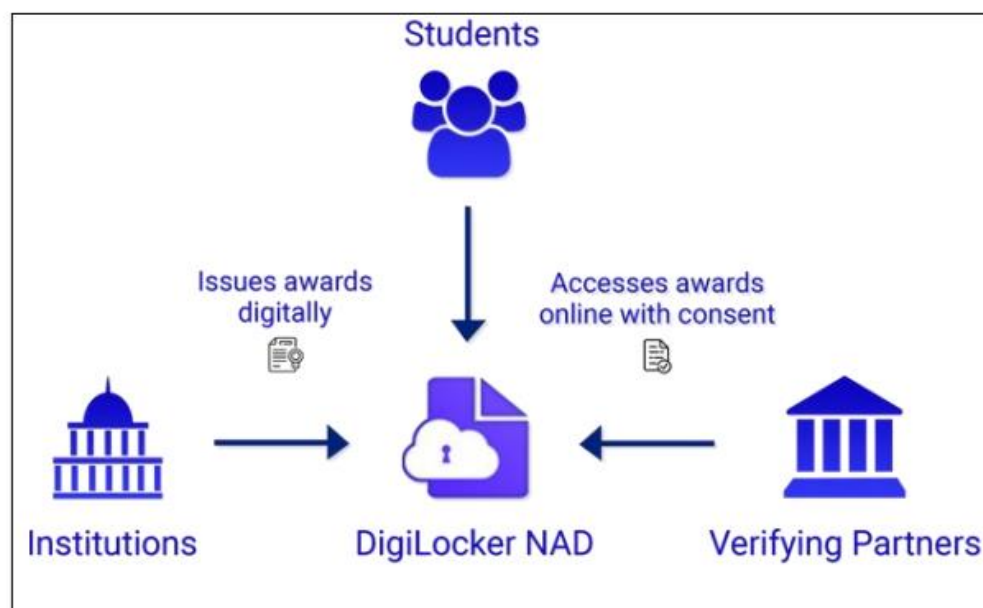 Students
Issues awards
digitally
Accesses awards
online with consent
Institutions
DigiLocker NAD
Verifying Partners